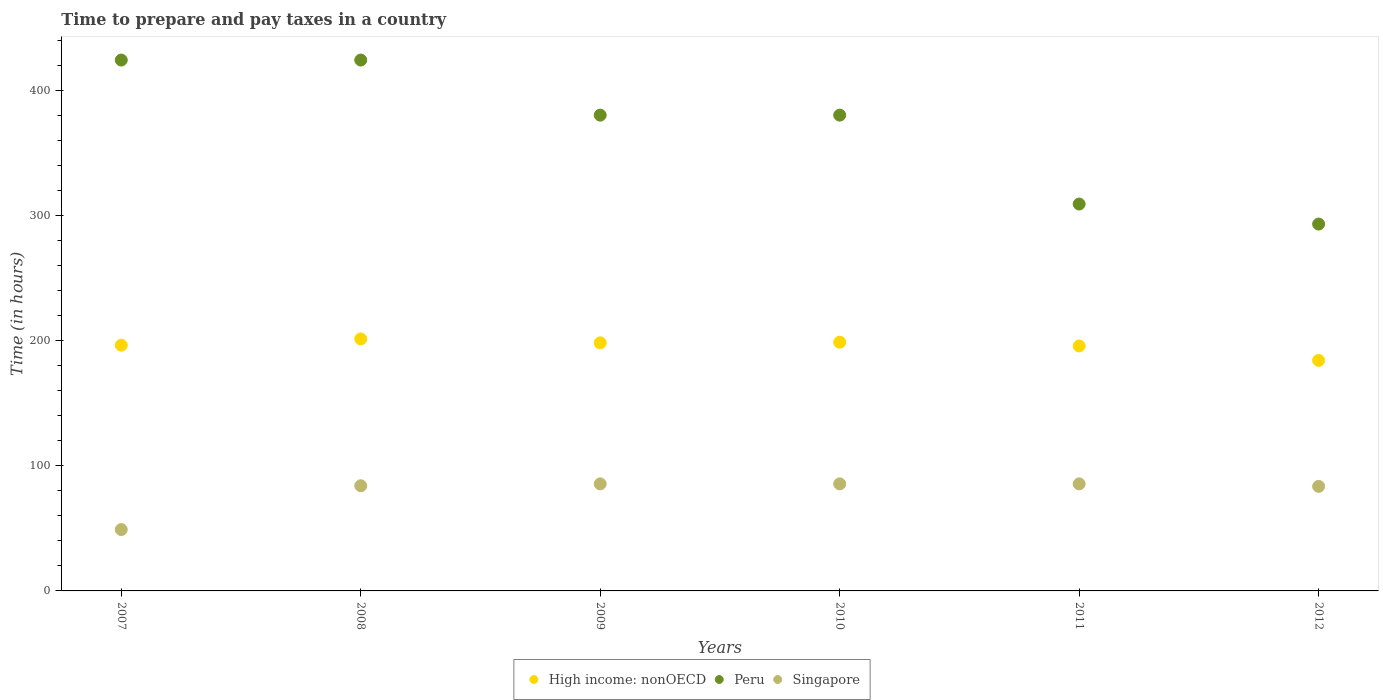 Time to prepare and pay taxes in a country
Time (in hours)
400
300
200
100
0
2007
2008
2009
2010
2011
2012
Years
High income: nonOECD
Peru
Singapore